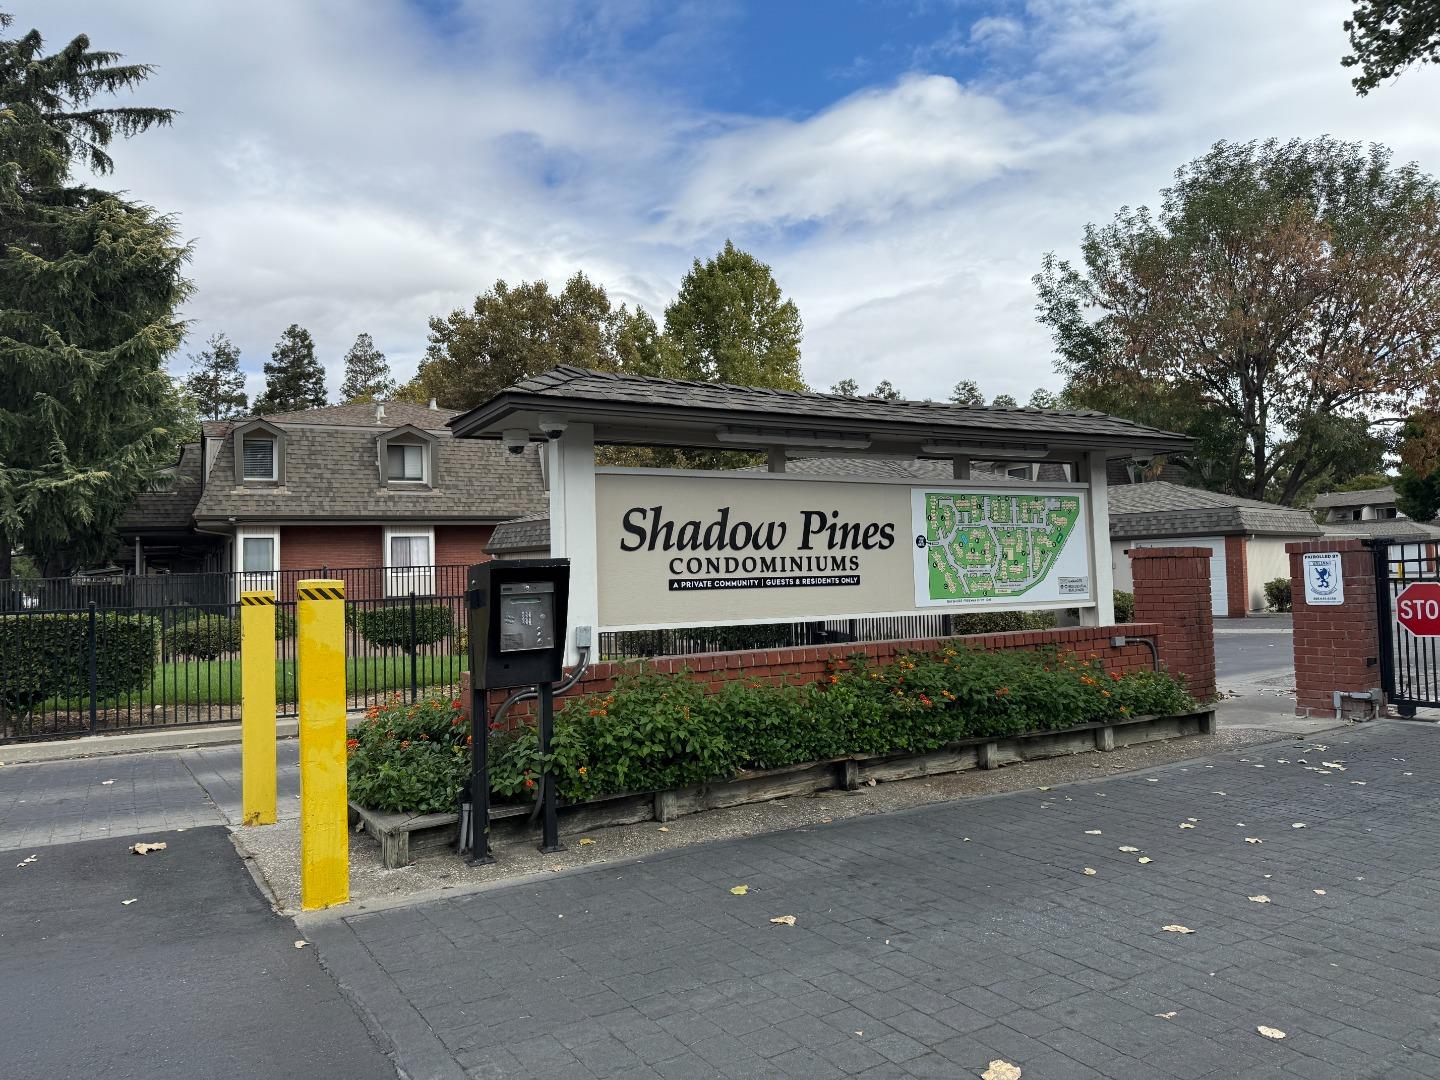 Shadow Pines
CONDOMINIUMS
A PRIVATE COMMUNITY | GUESTS & RESIDENTS ONLY
PATROLLED BY
STO